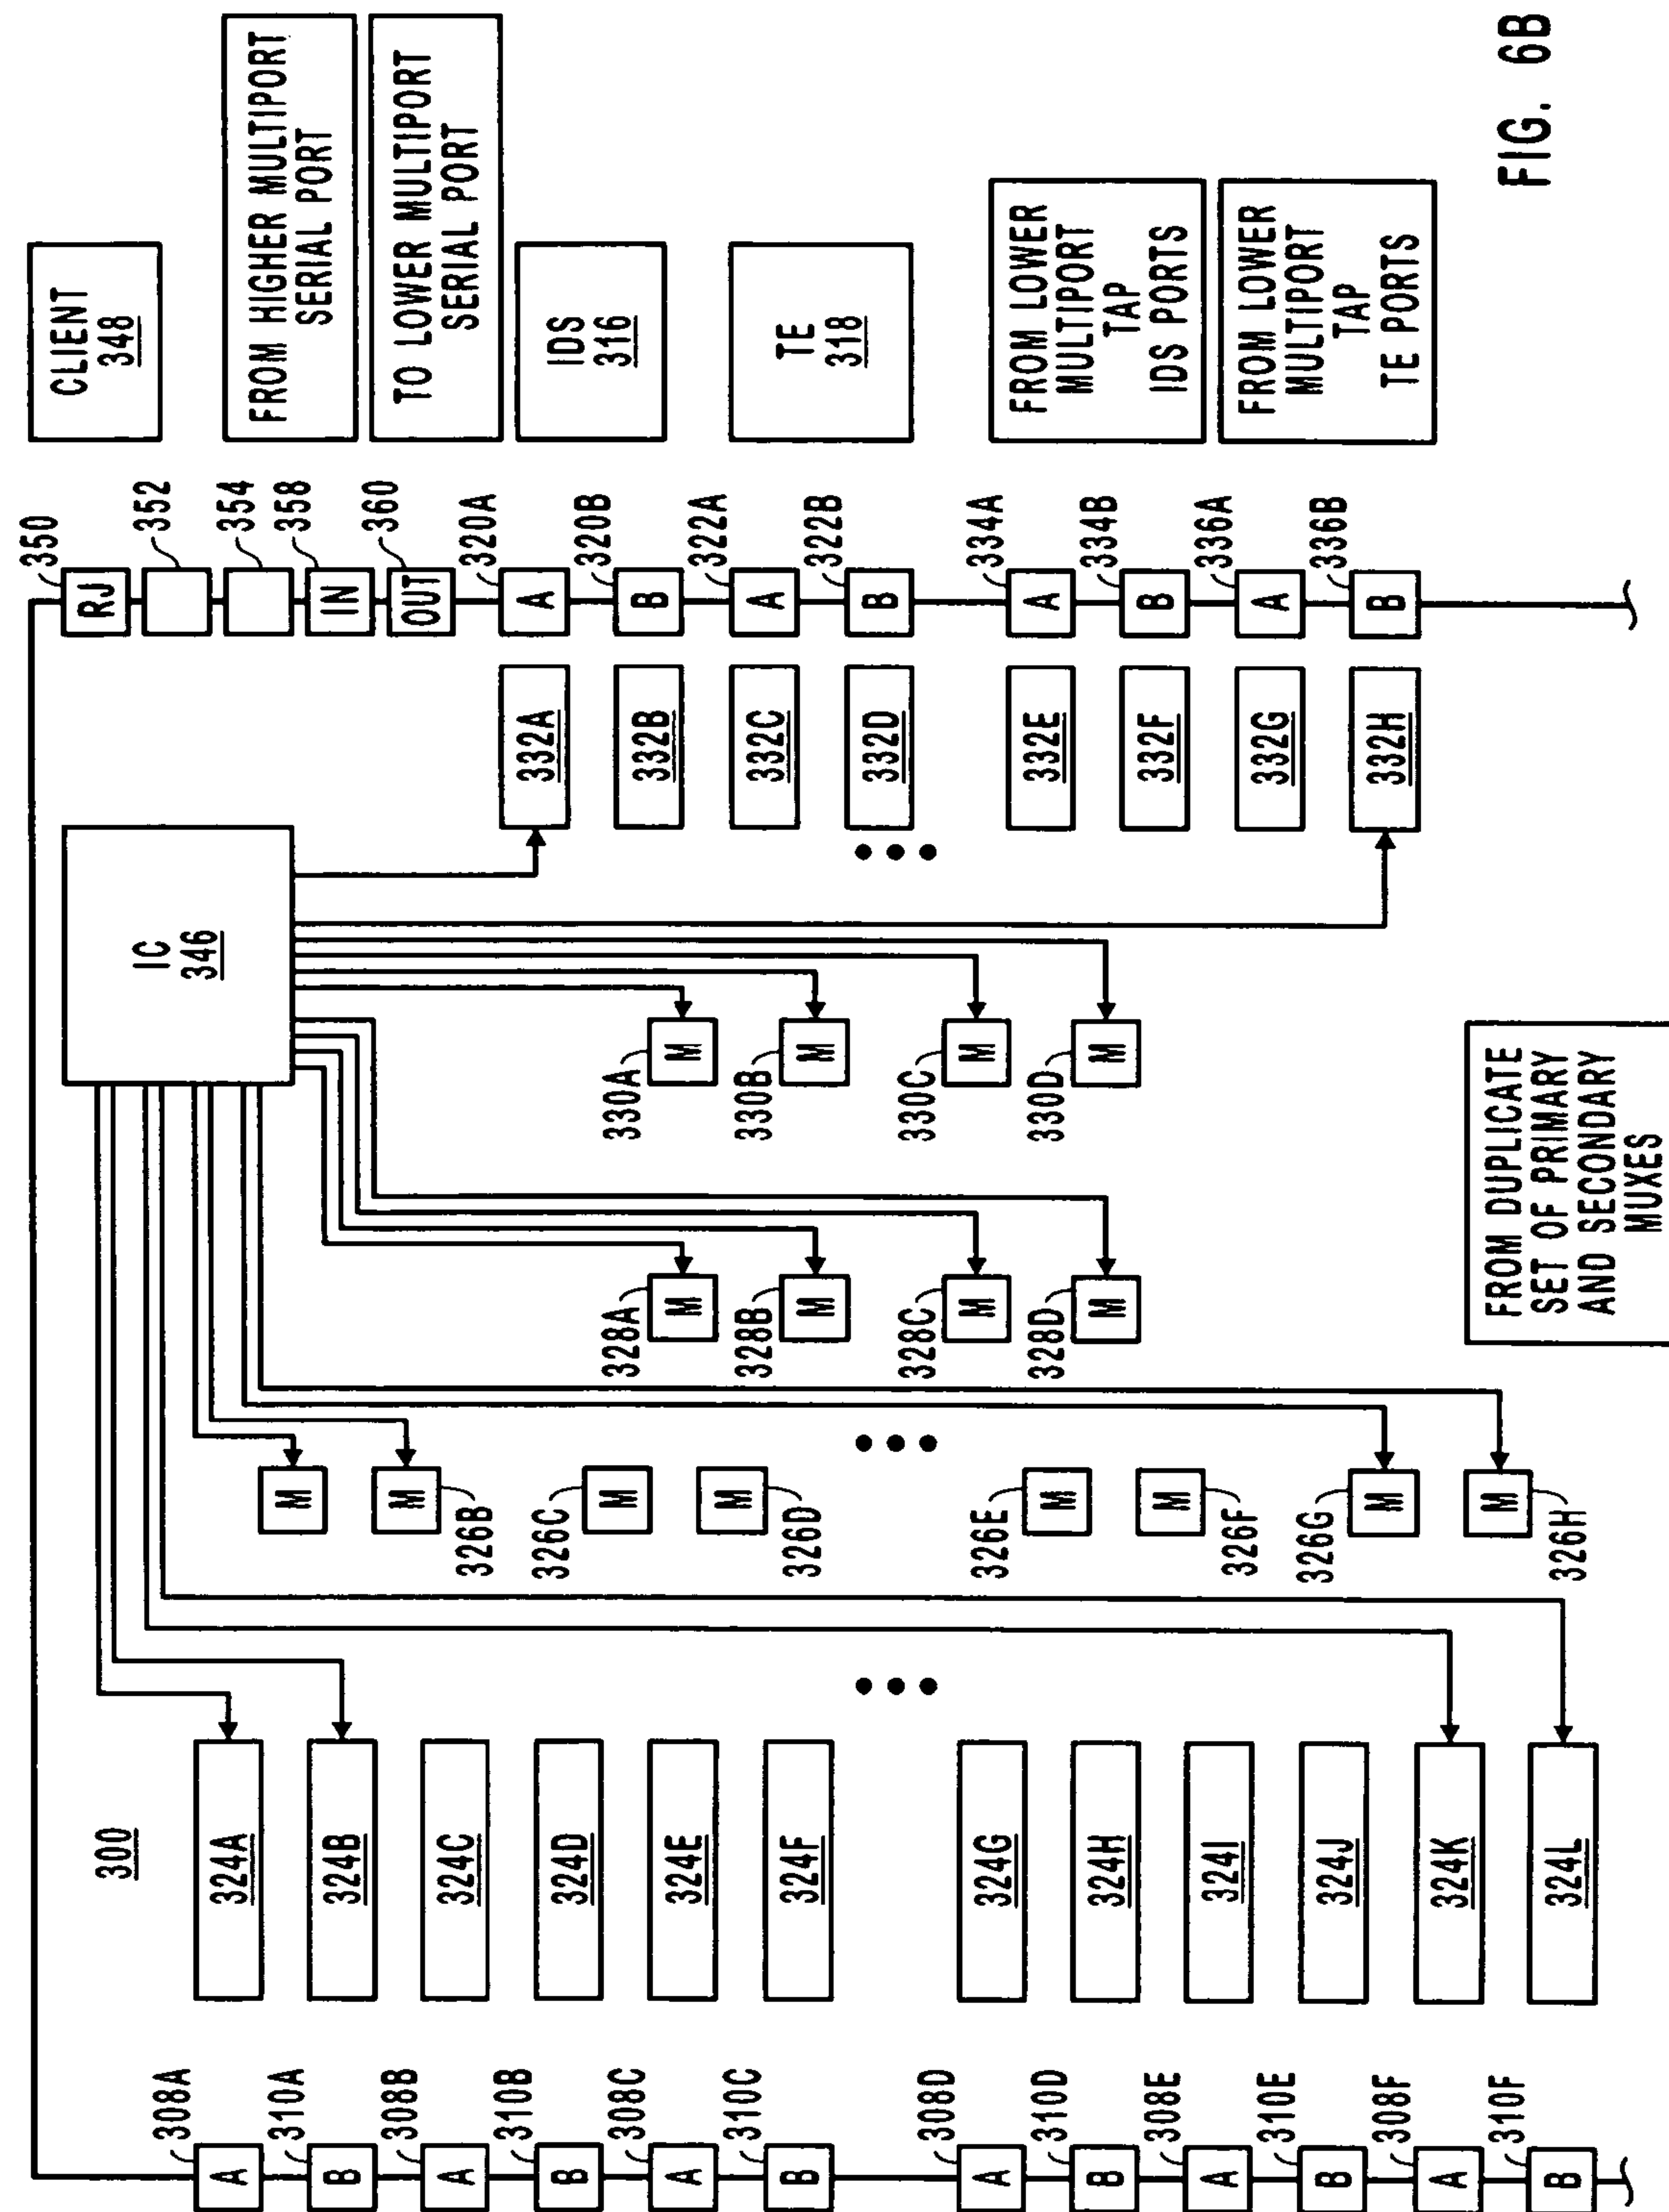 300
308A
A
310A
B
308B
A
310B
B
308C
A
310C
B
308D
A
310D
B
308E
A
310E
B
308F
A
310F
B
324A
324B
324C
324D
324E
324F
324G
324H
324I
324J
324K
324L
M
M
326B
326C
M
M
326D
326E
M
M
326F
326G
M
M
326H
328A
M
328B
M
328C
M
328D
M
330A
M
330B
M
330C
M
330D
M
IC
346
332A
332B
332C
332D
332E
332F
332G
332H
FROM DUPLICATE
SET OF PRIMARY
AND SECONDARY
MUXES
350
RJ
352
354
358
IN
360
OUT
320A
A
320B
B
322A
A
322B
B
334A
A
334B
B
336A
A
336B
B
CLIENT
348
FROM HIGHER MULTIPORT
SERIAL PORT
TO LOWER MULTIPORT
SERIAL PORT
IDS
316
TE
318
FROM LOWER
MULTIPORT
TAP
IDS PORTS
FROM LOWER
MULTIPORT
TAP
TE PORTS
FIG. 6B